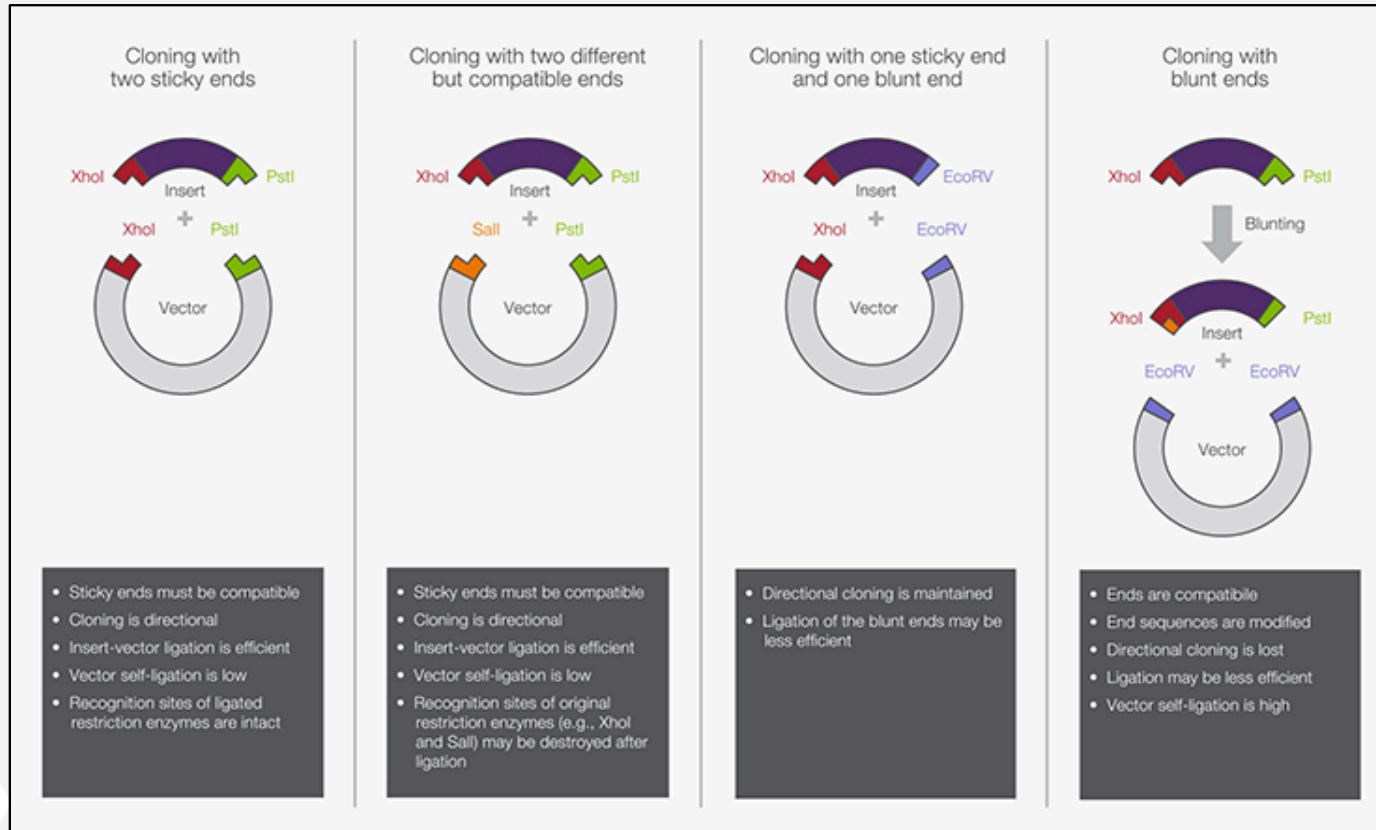 Cloning with
two sticky ends
XhoI
PstI
Insert
+
XhoI
PstI
Vector
• Sticky ends must be compatible
• Cloning is directional
• Insert-vector ligation is efficient
• Vector self-ligation is low
• Recognition sites of ligated
restriction enzymes are intact
Cloning with two different
but compatible ends
XhoI
PstI
Insert
+
SalI
PstI
Vector
• Sticky ends must be compatible
• Cloning is directional
• Insert-vector ligation is efficient
• Vector self-ligation is low
• Recognition sites of original
restriction enzymes (e.g., XhoI
and SalI) may be destroyed after
ligation
Cloning with one sticky end
and one blunt end
XhoI
EcoRV
Insert
+
XhoI
EcoRV
Vector
• Directional cloning is maintained
• Ligation of the blunt ends may be
less efficient
Cloning with
blunt ends
XhoI
PstI
Blunting
XhoI
PstI
Insert
+
EcoRV
EcoRV
Vector
• Ends are compatibile
• End sequences are modified
• Directional cloning is lost
• Ligation may be less efficient
• Vector self-ligation is high